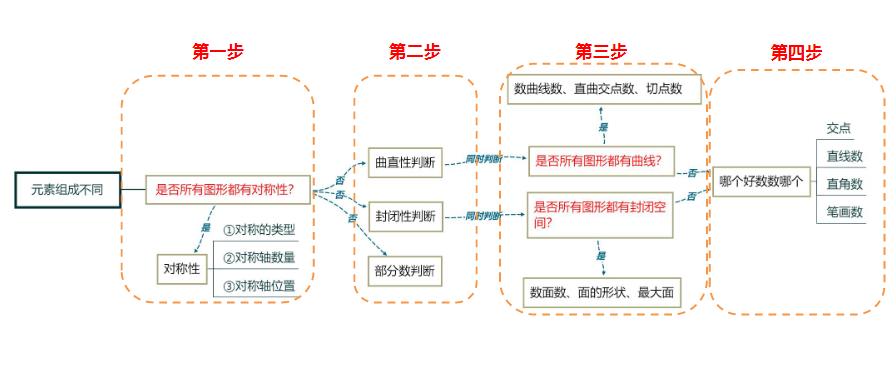 第一步
第二步
第三步
第四步
元素组成不同
是否所有图形都有对称性?
是
对称性
①对称的类型
②对称轴数量
③对称轴位置
否
否
否
曲直性判断
封闭性判断
部分数判断
同时判断
同时判断
数曲线数、直曲交点数、切点数
是
是否所有图形都有曲线?
是否所有图形都有封闭空
间?
是
数面数、面的形状、最大面
否
否
哪个好数数哪个
交点
直线数
直角数
笔画数